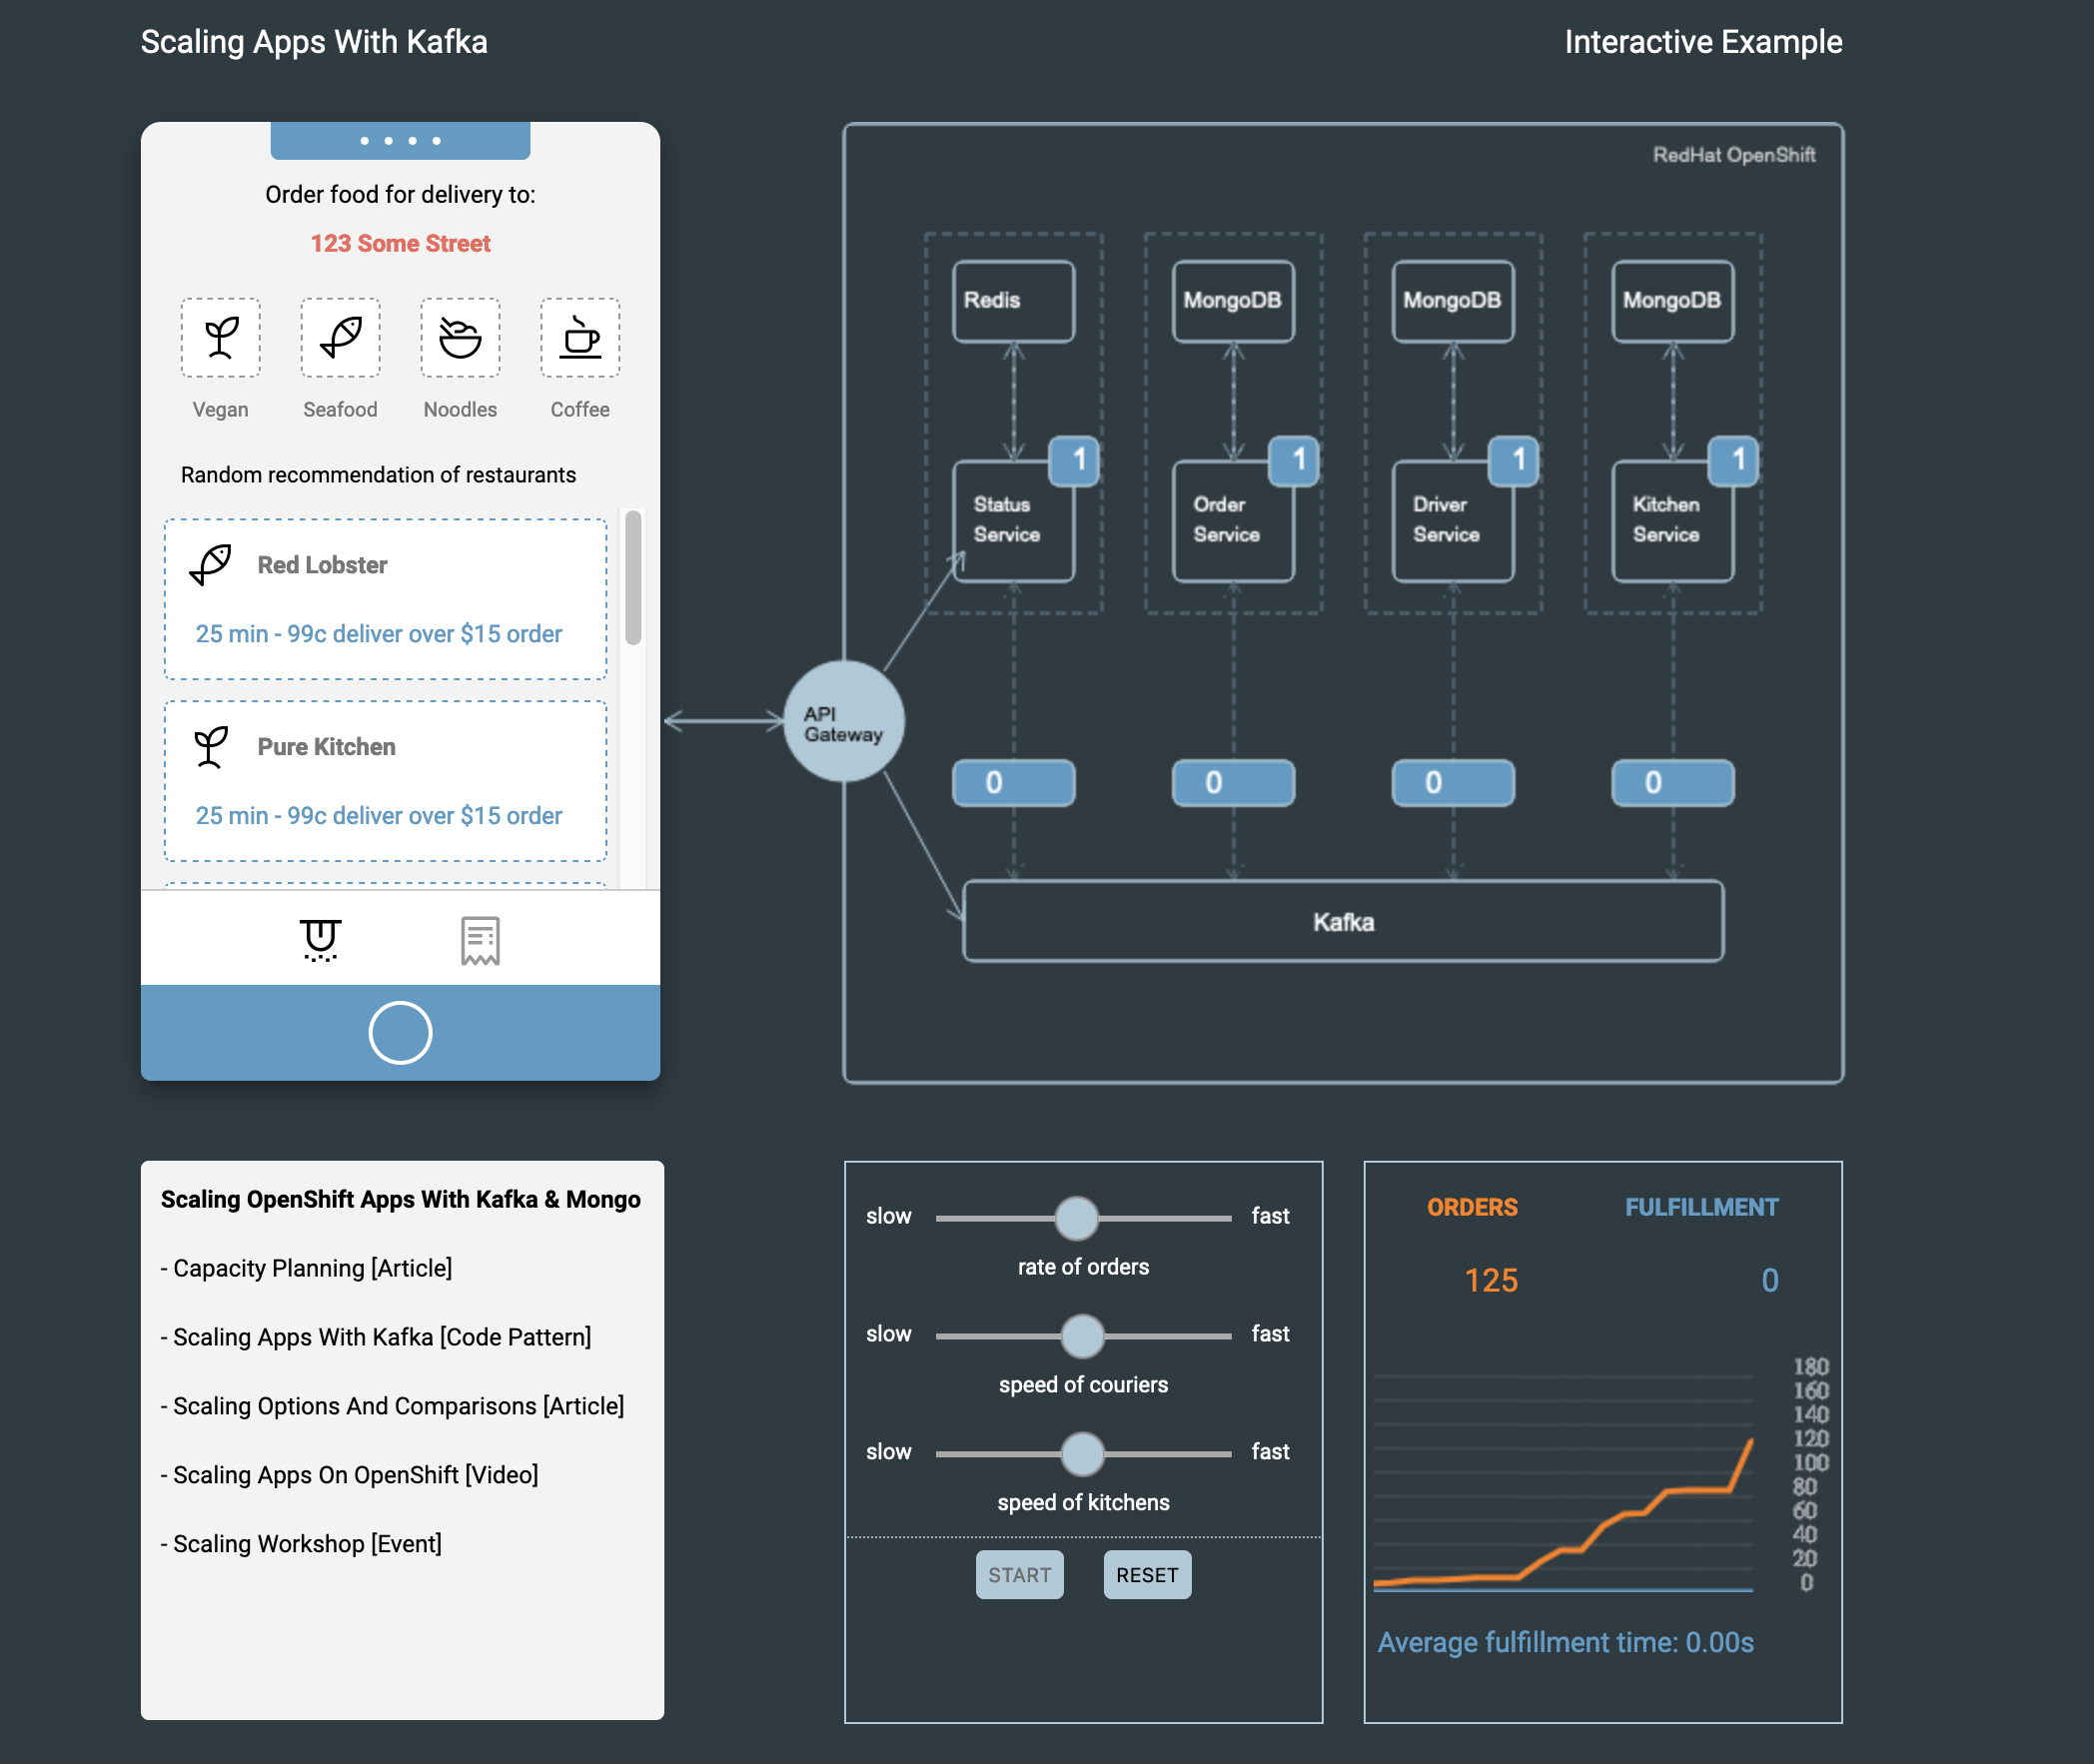 Scaling Apps With Kafka
Interactive Example
Order food for delivery to:
123 Some Street
Vegan
Seafood
Noodles
Coffee
Random recommendation of restaurants
Red Lobster
25 min - 99c deliver over $15 order
Pure Kitchen
25 min - 99c deliver over $15 order
RedHat OpenShift
Redis
MongoDB
MongoDB
MongoDB
1
1
1
1
Status
Service
Order
Service
Driver
Service
Kitchen
Service
API
Gateway
0
0
0
0
Kafka
Scaling OpenShift Apps With Kafka & Mongo
- Capacity Planning [Article]
- Scaling Apps With Kafka [Code Pattern]
- Scaling Options And Comparisons [Article]
- Scaling Apps On OpenShift [Video]
- Scaling Workshop [Event]
slow
fast
rate of orders
slow
fast
speed of couriers
slow
fast
speed of kitchens
START
RESET
ORDERS
FULFILLMENT
125
0
180
160
140
120
100
80
60
40
20
0
Average fulfillment time: 0.00s